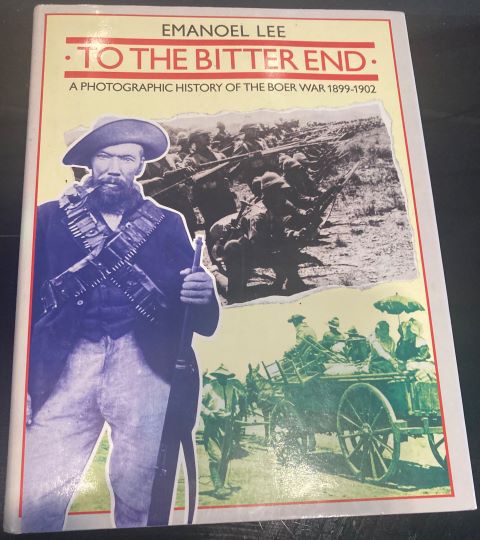 EMANOEL LEE
· TO THE BITTER END ·
A PHOTOGRAPHIC HISTORY OF THE BOER WAR 1899-1902